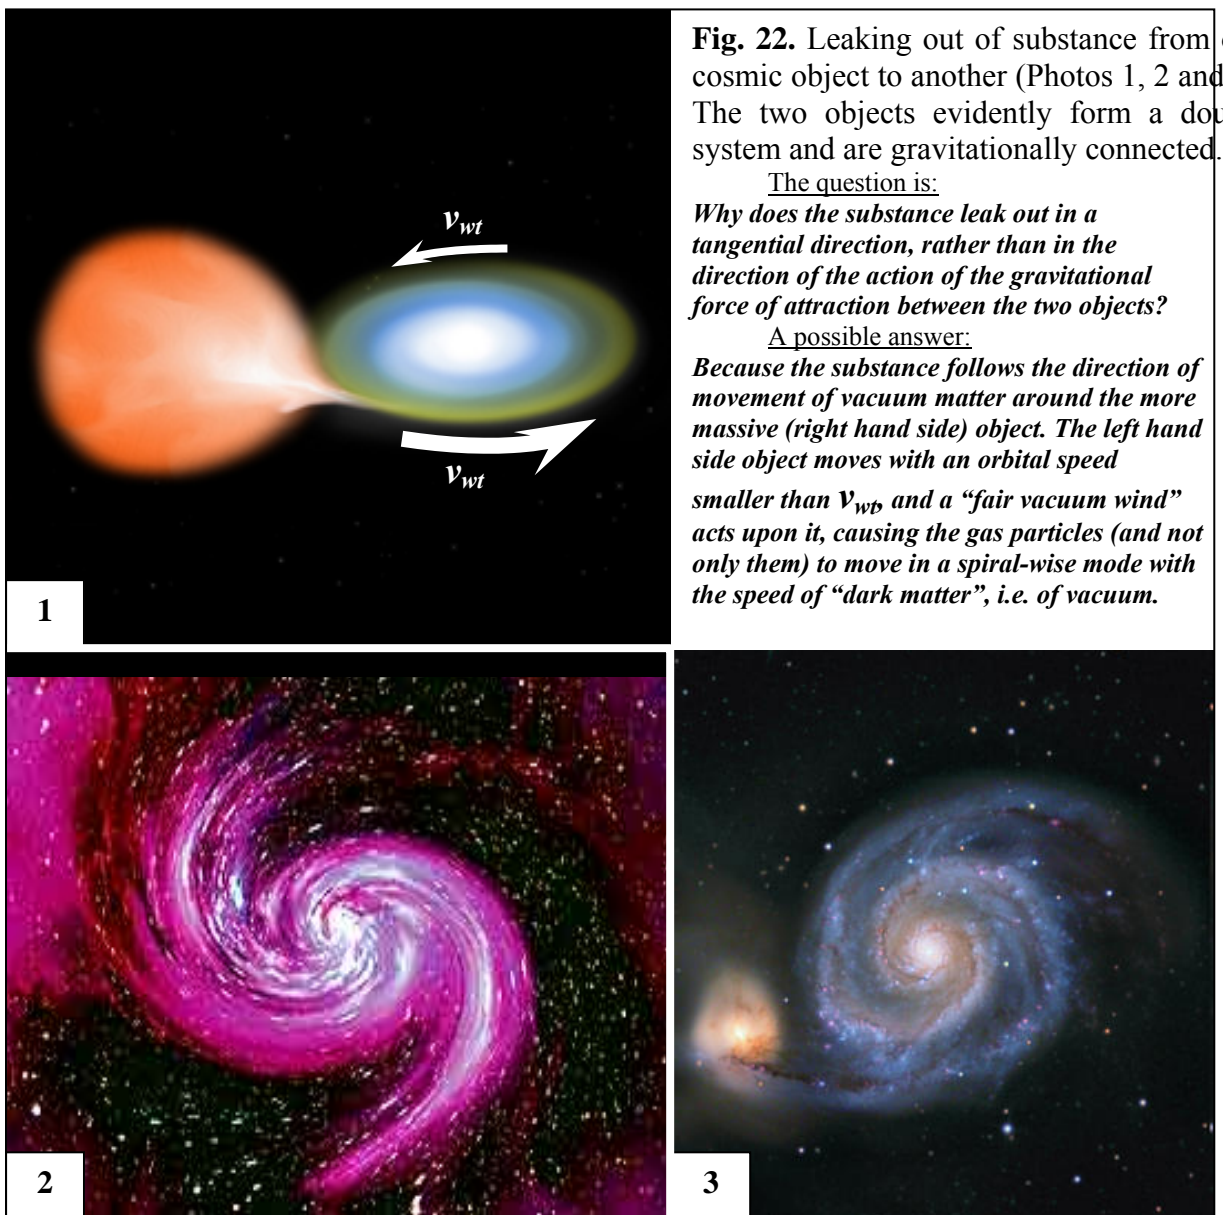 Fig. 22. Leaking out of substance from
cosmic object to another (Photos 1, 2 and
The two objects evidently form a
system and are gravitationally connected.
The question is:
Why does the substance leak out in a
tangential direction, rather than in the
direction of the action of the gravitational
force of attraction between the two objects?
A possible answer:
Because the substance follows the direction of
movement of vacuum matter around the more
massive (right hand side) object. The left hand
side object moves with an orbital speed
smaller than vwt, and a “fair vacuum wind”
acts upon it, causing the gas particles (and not
only them) to move in a spiral-wise mode with
the speed of “dark matter”, i.e. of vacuum.
vwt
vwt
1
2
3